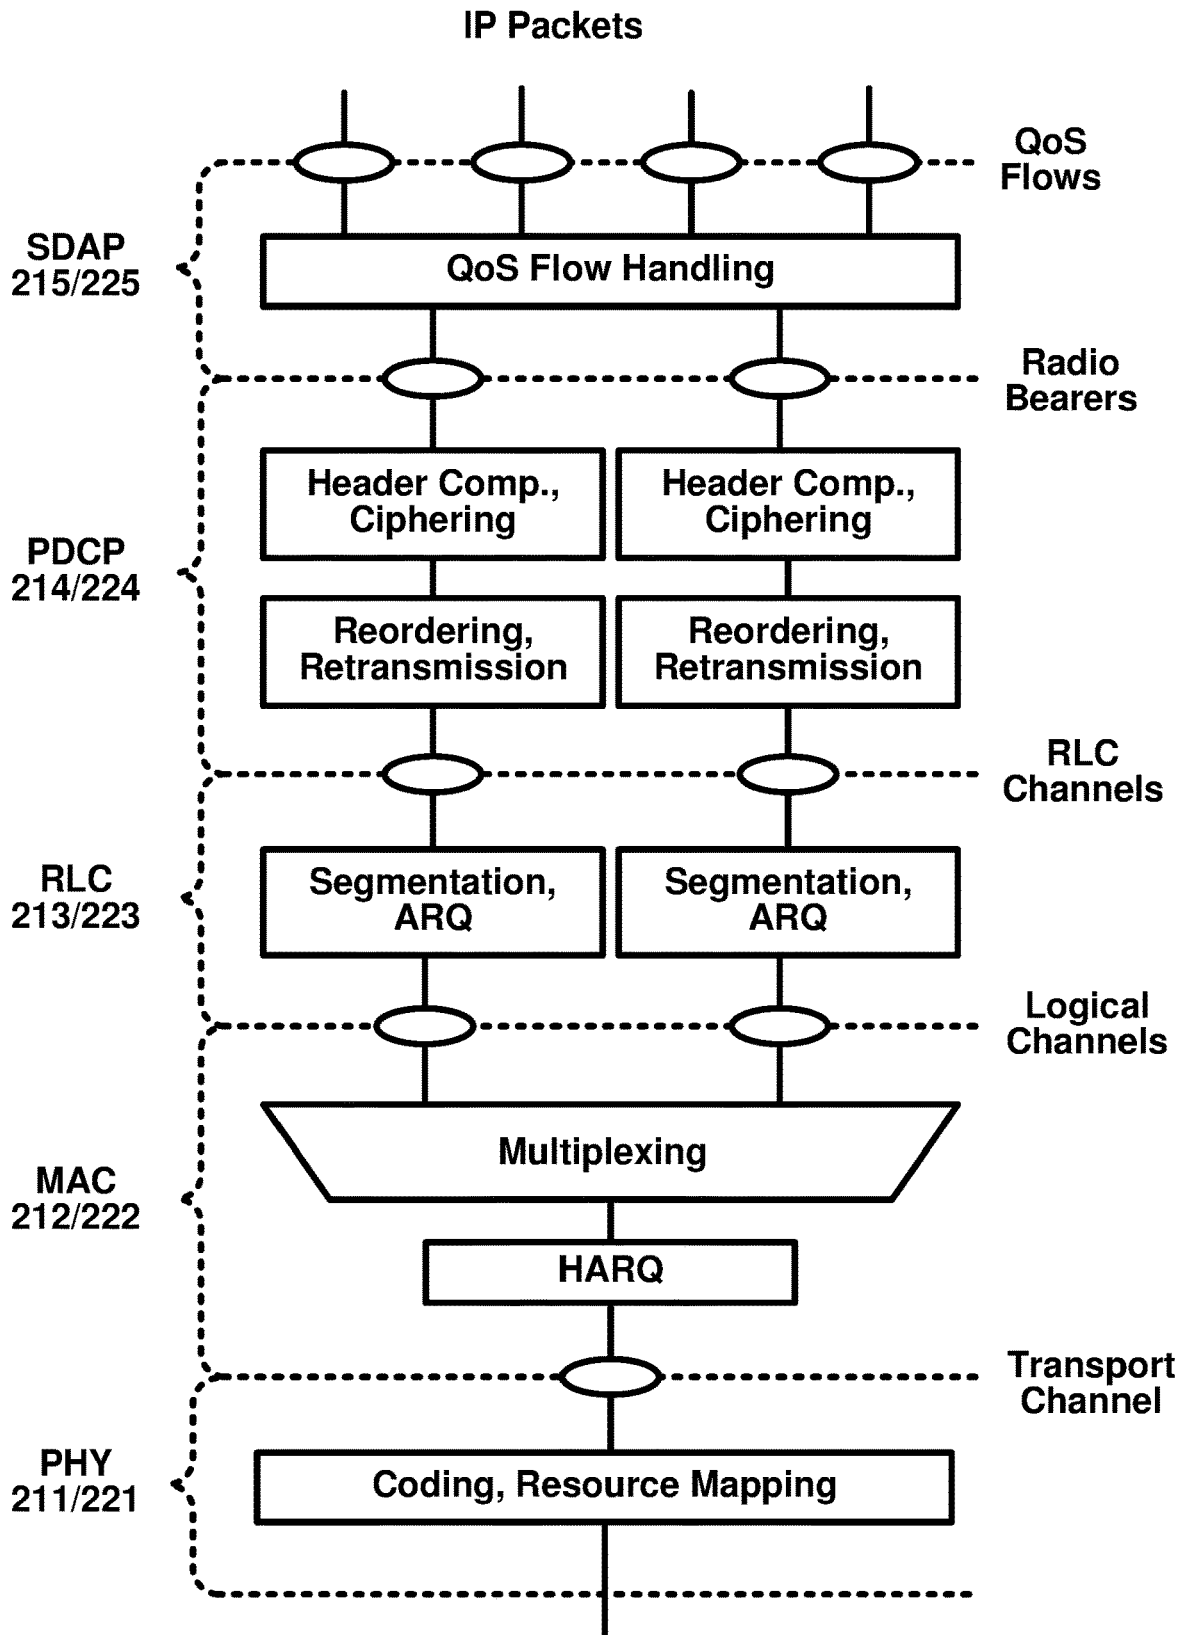 IP Packets
QoS
Flows
SDAP
215/225
QoS Flow Handling
Radio
Bearers
Header Comp.,
Ciphering
Header Comp.,
Ciphering
PDCP
214/224
Reordering,
Retransmission
Reordering,
Retransmission
RLC
Channels
RLC
213/223
Segmentation,
ARQ
Segmentation,
ARQ
Logical
Channels
Multiplexing
MAC
212/222
HARQ
Transport
Channel
PHY
211/221
Coding, Resource Mapping